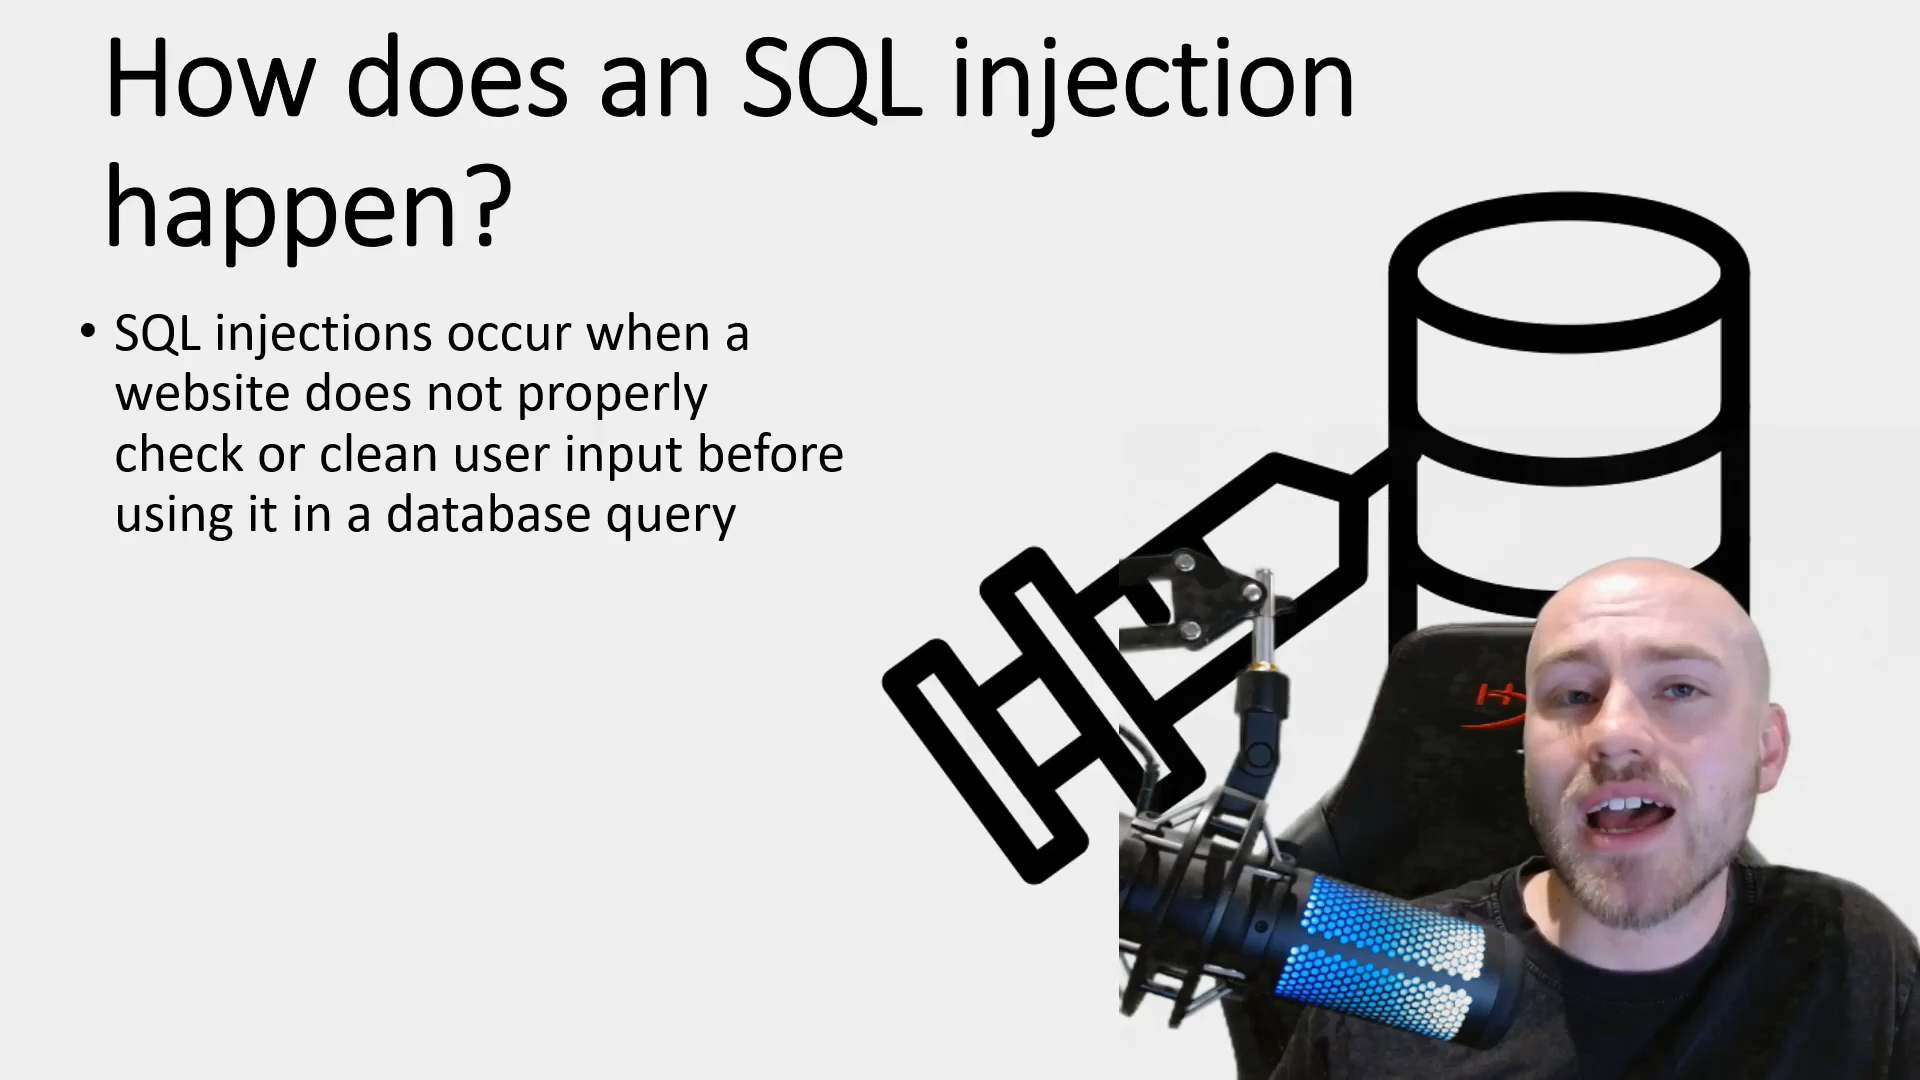 How does an SQL injection
happen?
• SQL injections occur when a
website does not properly
check or clean user input before
using it in a database query